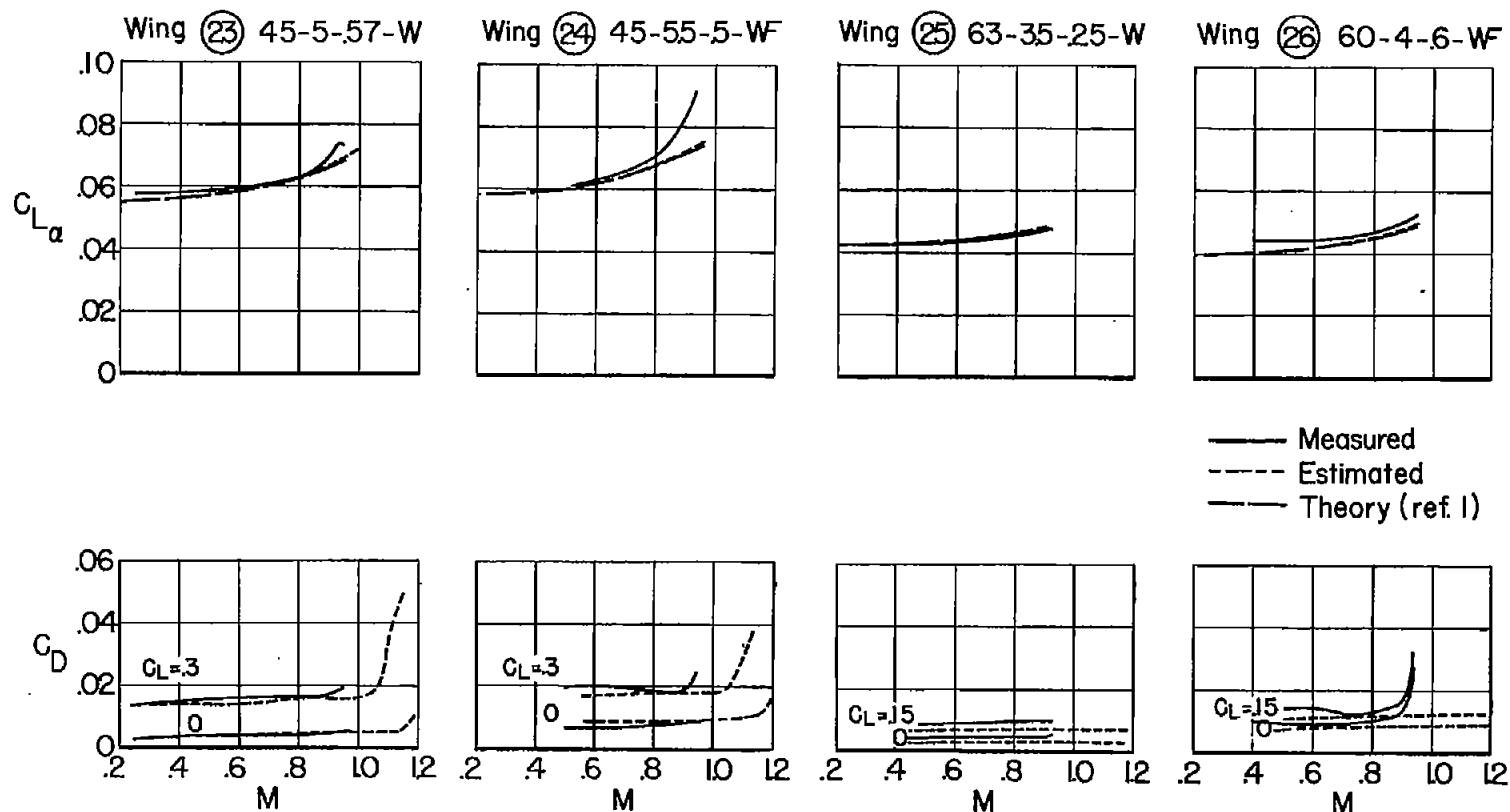 Wing 23 45-5-.57-W
Wing 24 45-5.5-.5-WF
Wing 25 63-3.5-.25-W
Wing 26 60-4-.6-WF
.10
.08
.06
.04
.02
0
CLα
Measured
Estimated
Theory (ref. 1)
.06
.04
.02
0
CD
CL=.3
0
CL=.3
0
CL=.15
0
CL=.15
0
.2 .4 .6 .8 1.0 1.2
.2 .4 .6 .8 1.0 1.2
.2 .4 .6 .8 1.0 1.2
.2 .4 .6 .8 1.0 1.2
M
M
M
M